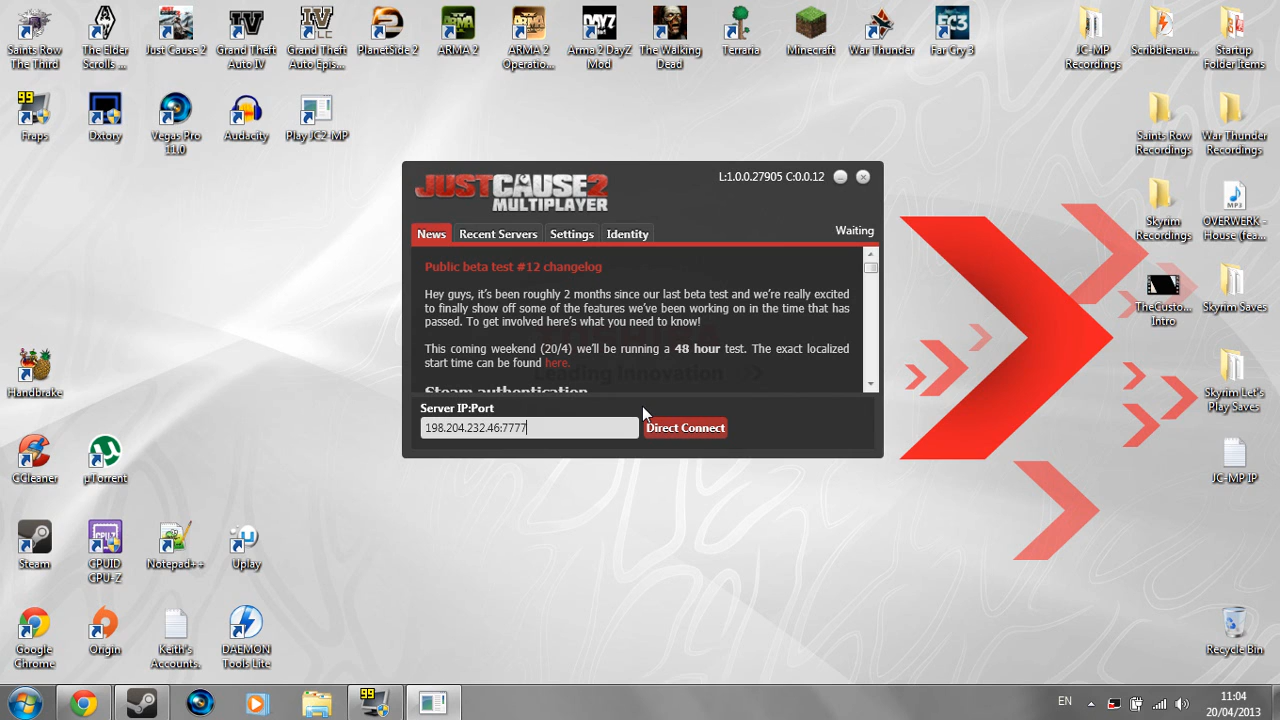 Saints Row The Third
The Elder Scrolls ...
Just Cause 2
Grand Theft Auto IV
Grand Theft Auto Epis...
PlanetSide 2
ARMA 2
ARMA 2 Operatio...
Arma 2 DayZ Mod
The Walking Dead
Terraria
Minecraft
War Thunder
Far Cry 3
JC-MP Recordings
Scribblenau...
Startup Folder Items
99
Fraps
Dxtory
Vegas Pro 11.0
Audacity
Play JC2-MP
Saints Row Recordings
War Thunder Recordings
JUST CAUSE 2
MULTIPLAYER
L:1.0.0.27905 C:0.0.12
News
Recent Servers
Settings
Identity
Waiting
Public beta test #12 changelog
Hey guys, it's been roughly 2 months since our last beta test and we're really excited
to finally show off some of the features we've been working on in the time that has
passed. To get involved here's what you need to know!
This coming weekend (20/4) we'll be running a 48 hour test. The exact localized
start time can be found here.
Leading Innovation >>
Steam authentication
Server IP:Port
198.204.232.46:7777
Direct Connect
Skyrim Recordings
MP3
OVERWERK - House (fea...
TheCusto... Intro
Skyrim Saves
Skyrim Let's Play Saves
JC-MP IP
Handbrake
CCleaner
µTorrent
Steam
CPUID CPU-Z
Notepad++
Uplay
Google Chrome
Origin
Keith's Accounts.
DAEMON Tools Lite
Recycle Bin
99
EN
11:04
20/04/2013